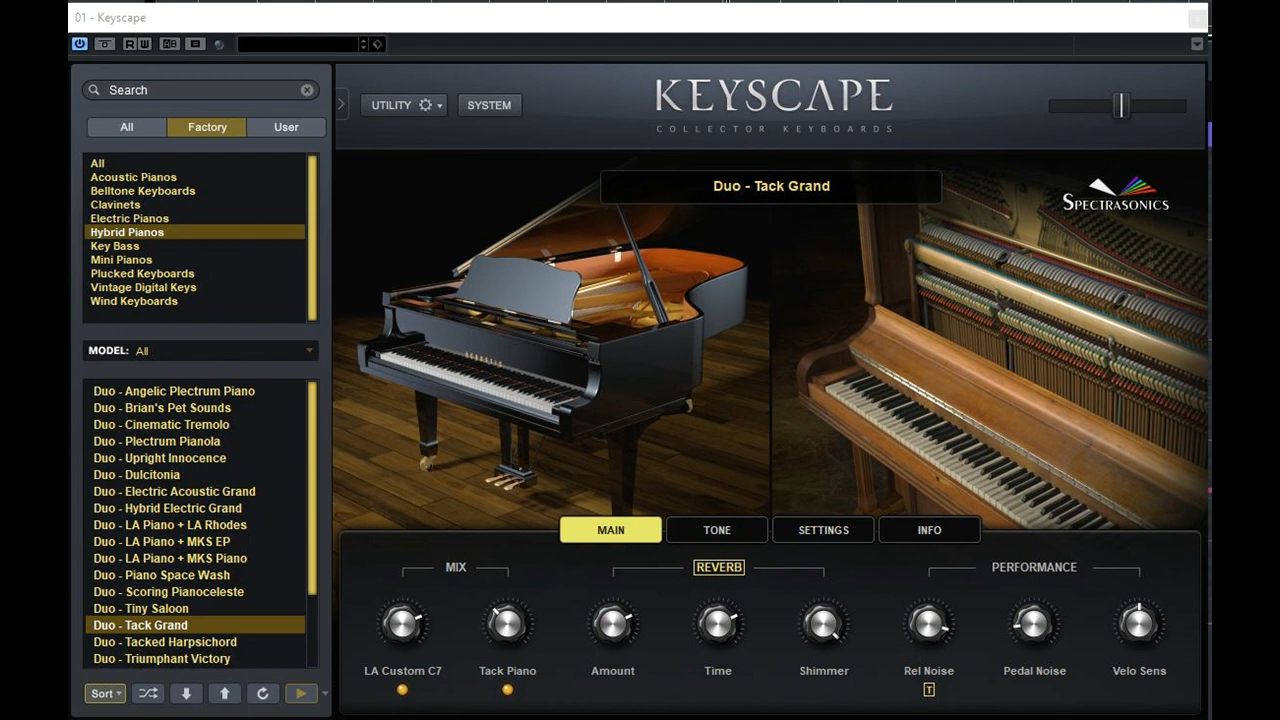 01 - Keyscape
R W
Search
All Factory User
All
Acoustic Pianos
Belltone Keyboards
Clavinets
Electric Pianos
Hybrid Pianos
Key Bass
Mini Pianos
Plucked Keyboards
Vintage Digital Keys
Wind Keyboards
MODEL: All
Duo - Angelic Plectrum Piano
Duo - Brian's Pet Sounds
Duo - Cinematic Tremolo
Duo - Plectrum Pianola
Duo - Upright Innocence
Duo - Dulcitonia
Duo - Electric Acoustic Grand
Duo - Hybrid Electric Grand
Duo - LA Piano + LA Rhodes
Duo - LA Piano + MKS EP
Duo - LA Piano + MKS Piano
Duo - Piano Space Wash
Duo - Scoring Pianoceleste
Duo - Tiny Saloon
Duo - Tack Grand
Duo - Tacked Harpsichord
Duo - Triumphant Victory
Sort
UTILITY SYSTEM
KEYSCAPE
COLLECTOR KEYBOARDS
Duo - Tack Grand
SPECTRASONICS
MAIN TONE SETTINGS INFO
MIX REVERB PERFORMANCE
LA Custom C7 Tack Piano Amount Time Shimmer Rel Noise Pedal Noise Velo Sens
T